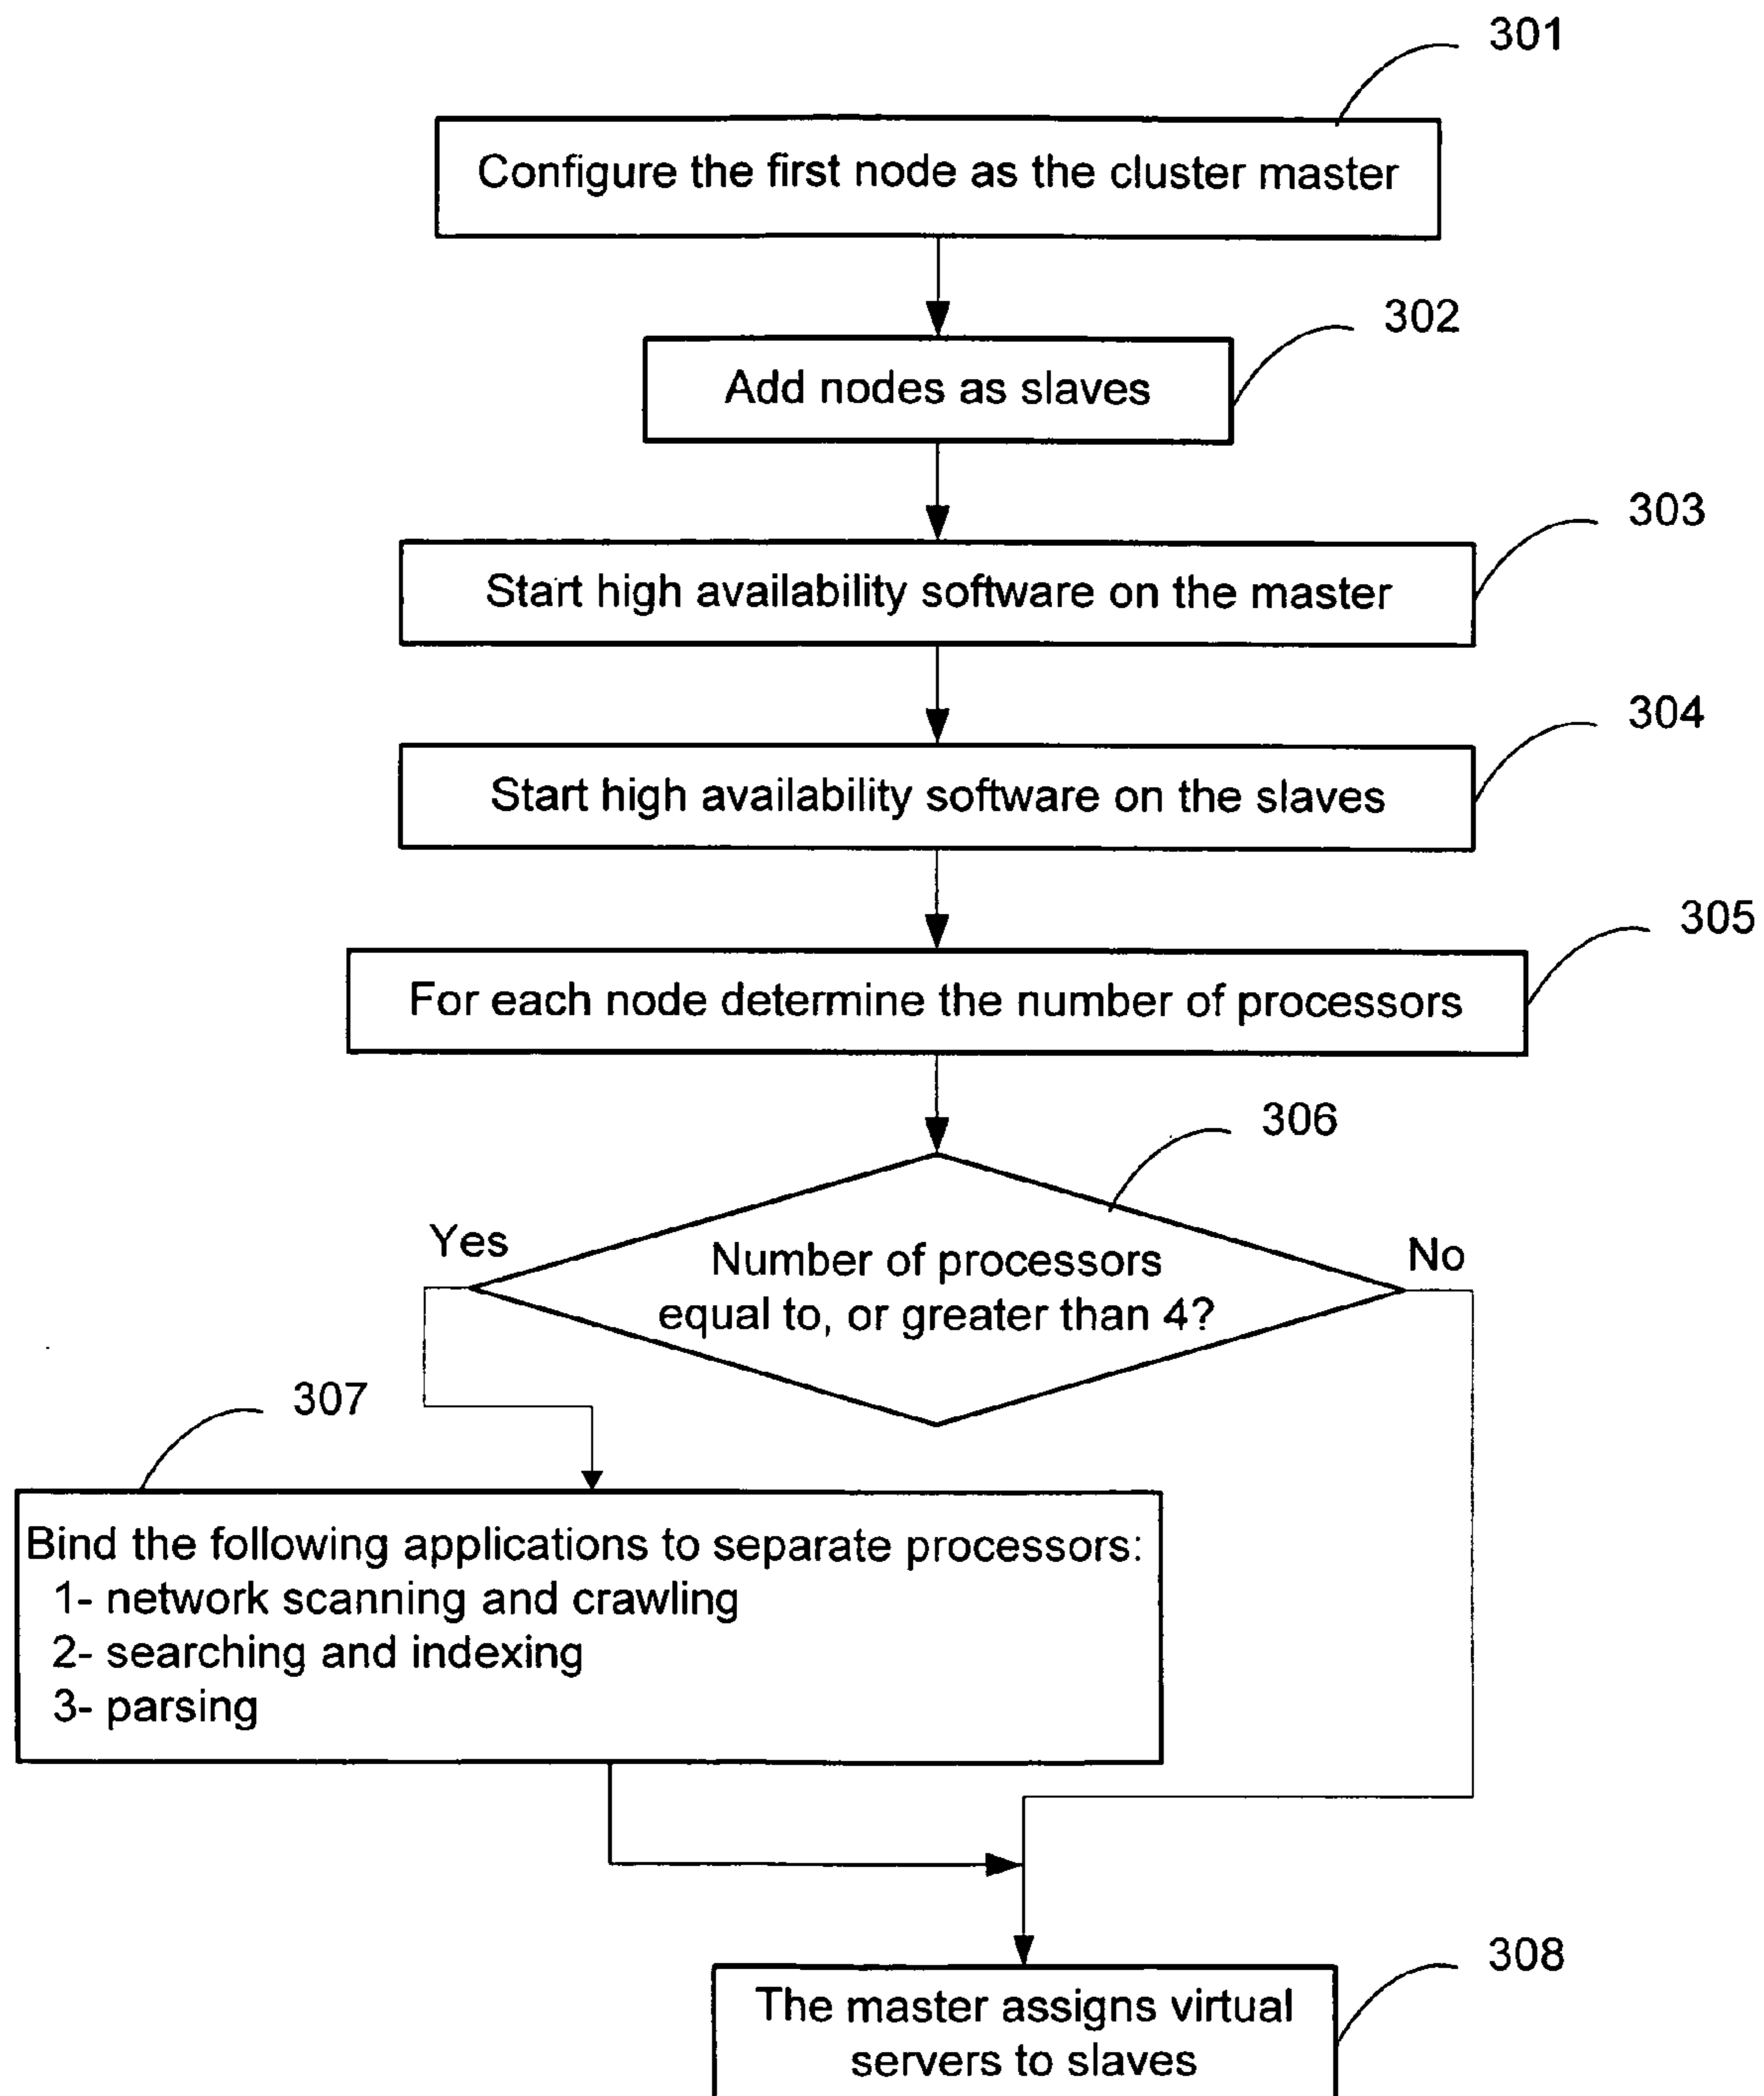 301
Configure the first node as the cluster master
302
Add nodes as slaves
303
Start high availability software on the master
304
Start high availability software on the slaves
305
For each node determine the number of processors
306
Yes
No
Number of processors
equal to, or greater than 4?
307
Bind the following applications to separate processors:
1- network scanning and crawling
2- searching and indexing
3- parsing
308
The master assigns virtual
servers to slaves